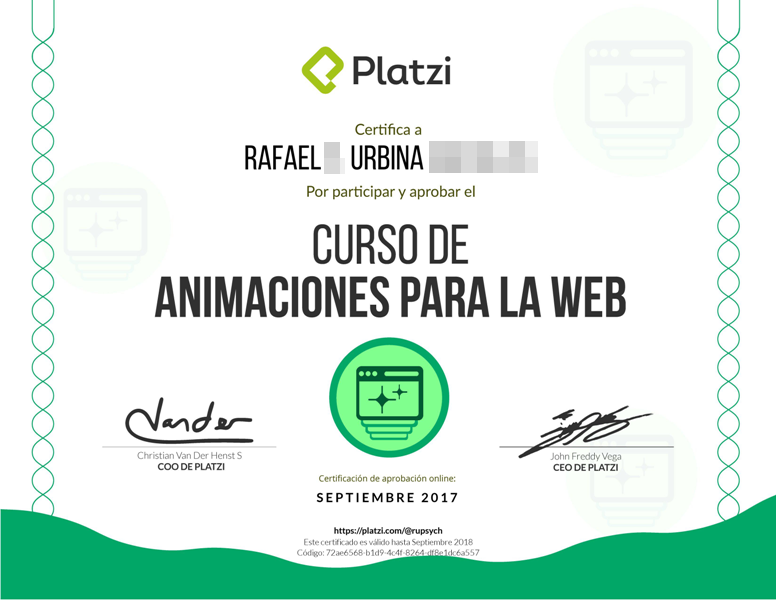 Platzi
Certifica a
RAFAEL URBINA
Por participar y aprobar el
CURSO DE
ANIMACIONES PARA LA WEB
Vander
Christian Van Der Henst S
COO DE PLATZI
John Freddy Vega
CEO DE PLATZI
Certificación de aprobación online:
SEPTIEMBRE 2017
https://platzi.com/@rupsych
Este certificado es válido hasta Septiembre 2018
Código: 72ae6568-b1d9-4c4f-8264-df8e1dc6a557